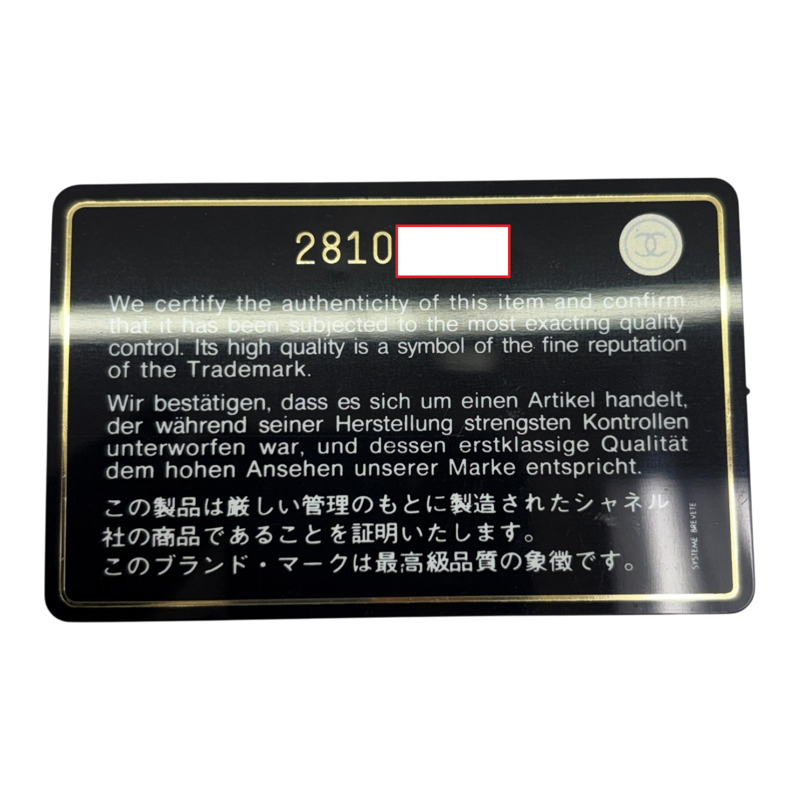 2810
We certify the authenticity of this item and confirm
that it has been subjected to the most exacting quality
control. Its high quality is a symbol of the fine reputation
of the Trademark.
Wir bestätigen, dass es sich um einen Artikel handelt,
der während seiner Herstellung strengsten Kontrollen
unterworfen war, und dessen erstklassige Qualität
dem hohen Ansehen unserer Marke entspricht.
この製品は厳しい管理のもとに製造されたシャネル
社の商品であることを証明いたします。
このブランド・マークは最高級品質の象徴です。
SYSTEME BREVETE